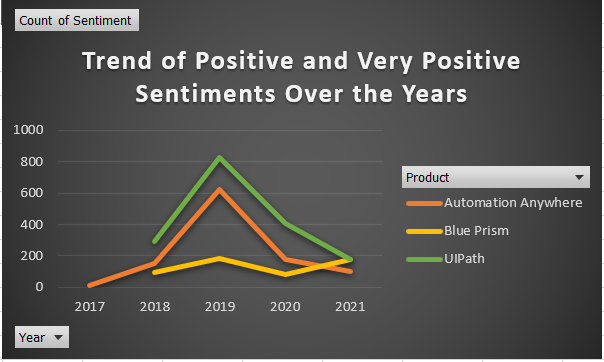 Count of Sentiment
Trend of Positive and Very Positive
Sentiments Over the Years
1000
800
600
400
200
0
2017 2018 2019 2020 2021
Product
Automation Anywhere
Blue Prism
UIPath
Year